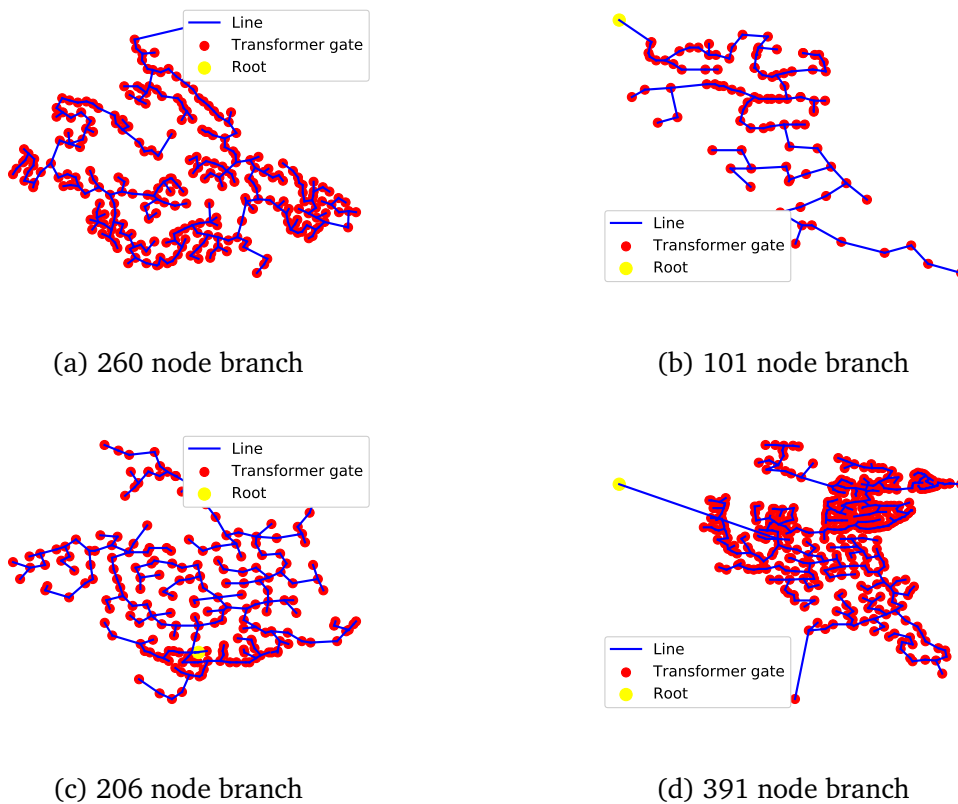 Line
Transformer gate
Root
(a) 260 node branch
Line
Transformer gate
Root
(b) 101 node branch
Line
Transformer gate
Root
(c) 206 node branch
Line
Transformer gate
Root
(d) 391 node branch